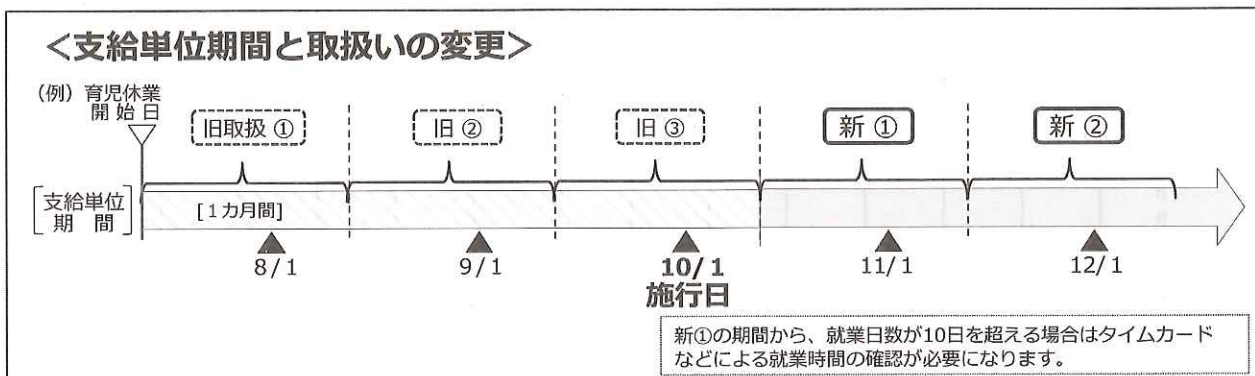 ＜支給単位期間と取扱いの変更＞
(例) 育児休業
開 始 日
旧取扱 ①
旧 ②
旧 ③
新 ①
新 ②
支給単位
期　間
[１カ月間]
8/1
9/1
10/1
11/1
12/1
施行日
新①の期間から、就業日数が10日を超える場合はタイムカード
などによる就業時間の確認が必要になります。